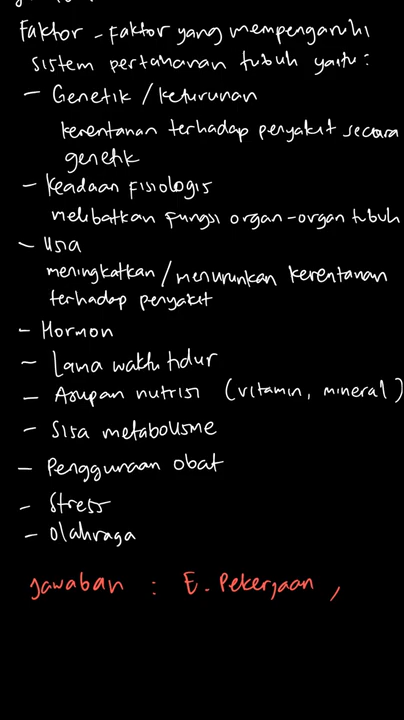 Faktor - faktor yang mempengaruhi
sistem pertahanan tubuh yaitu :
- Genetik / keturunan
kerentanan terhadap penyakit secara
genetik
- Keadaan fisiologis
melibatkan fungsi organ-organ tubuh
- Usia
meningkatkan / menurunkan kerentanan
terhadap penyakit
- Hormon
- Lama waktu tidur
- Asupan nutrisi (vitamin, mineral)
- Sisa metabolisme
- Penggunaan obat
- Stress
- Olahraga
Jawaban : E. Pekerjaan ,